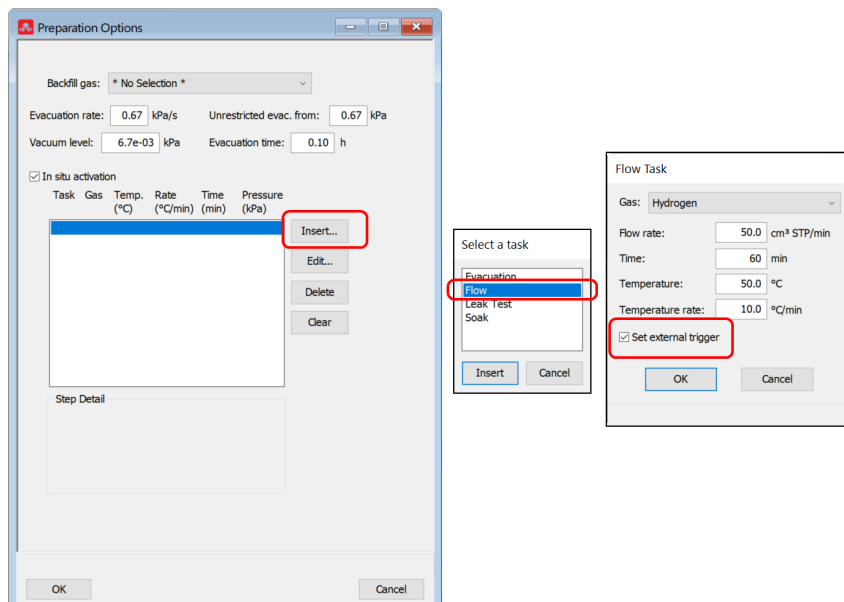 Preparation Options
Backfill gas: * No Selection *
Evacuation rate: 0.67 kPa/s Unrestricted evac. from: 0.67 kPa
Vacuum level: 6.7e-03 kPa Evacuation time: 0.10 h
In situ activation
Task Gas Temp. Rate Time Pressure
(°C) (°C/min) (min) (kPa)
Insert...
Edit...
Delete
Clear
Step Detail
OK Cancel
Select a task
Evacuation
Flow
Leak Test
Soak
Insert Cancel
Flow Task
Gas: Hydrogen
Flow rate: 50.0 cm³ STP/min
Time: 60 min
Temperature: 50.0 °C
Temperature rate: 10.0 °C/min
Set external trigger
OK Cancel